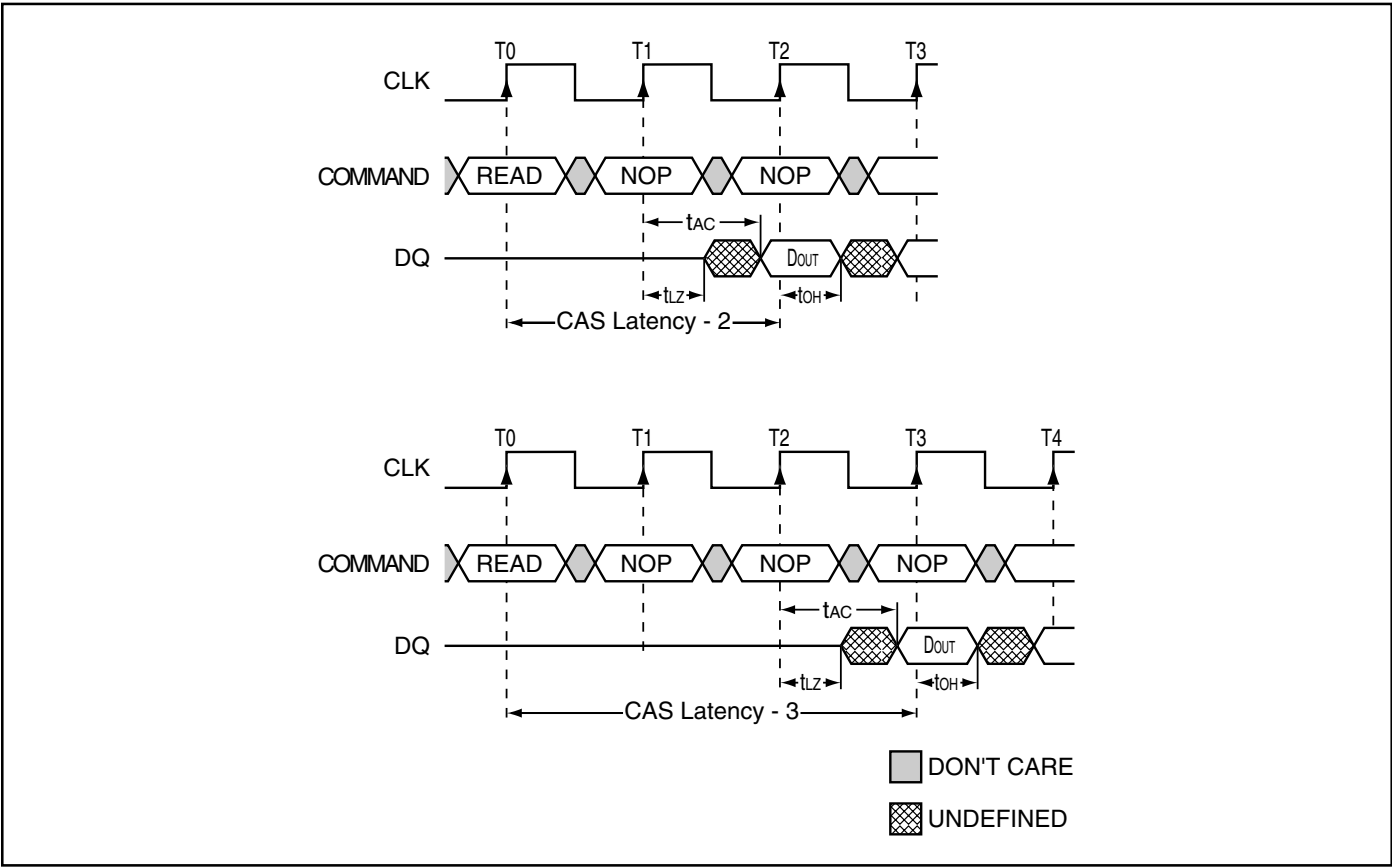 T0 T1 T2 T3
CLK
COMMAND READ NOP NOP
tAC
DQ DOUT
tLZ tOH
CAS Latency - 2
T0 T1 T2 T3 T4
CLK
COMMAND READ NOP NOP NOP
tAC
DQ DOUT
tLZ tOH
CAS Latency - 3
DON'T CARE
UNDEFINED